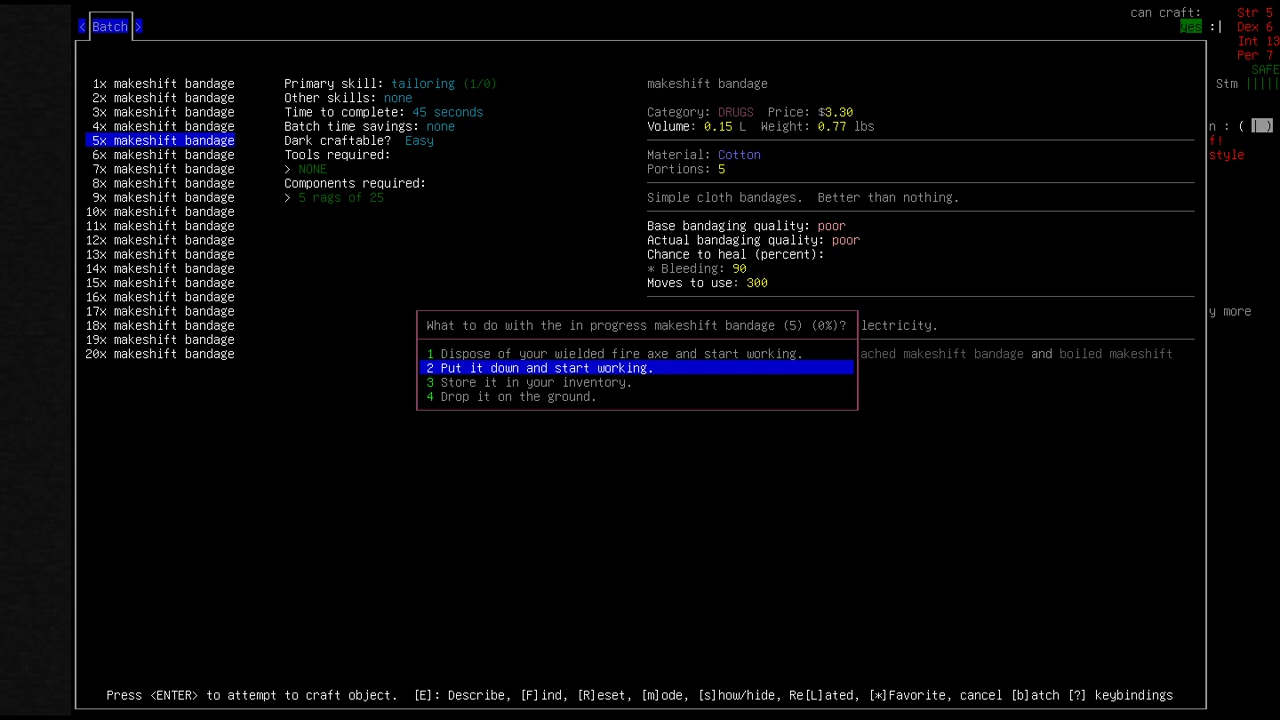 can craft: Str 5
< Batch > yes :| Dex 6
Int 13
Per 7
SAFE
1x makeshift bandage Primary skill: tailoring (1/0) makeshift bandage Stm |||||
2x makeshift bandage Other skills: none
3x makeshift bandage Time to complete: 45 seconds Category: DRUGS Price: $3.30
4x makeshift bandage Batch time savings: none Volume: 0.15 L Weight: 0.77 lbs n : ( | )
5x makeshift bandage Dark craftable? Easy f!
6x makeshift bandage Tools required: Material: Cotton style
7x makeshift bandage > NONE Portions: 5
8x makeshift bandage Components required:
9x makeshift bandage > 5 rags of 25 Simple cloth bandages. Better than nothing.
10x makeshift bandage
11x makeshift bandage Base bandaging quality: poor
12x makeshift bandage Actual bandaging quality: poor
13x makeshift bandage Chance to heal (percent):
14x makeshift bandage * Bleeding: 90
15x makeshift bandage Moves to use: 300
16x makeshift bandage
17x makeshift bandage y more
18x makeshift bandage What to do with the in progress makeshift bandage (5) (0%)? lectricity.
19x makeshift bandage
20x makeshift bandage 1 Dispose of your wielded fire axe and start working. ached makeshift bandage and boiled makeshift
2 Put it down and start working.
3 Store it in your inventory.
4 Drop it on the ground.
Press <ENTER> to attempt to craft object. [E]: Describe, [F]ind, [R]eset, [m]ode, [s]how/hide, Re[L]ated, [*]Favorite, cancel [b]atch [?] keybindings